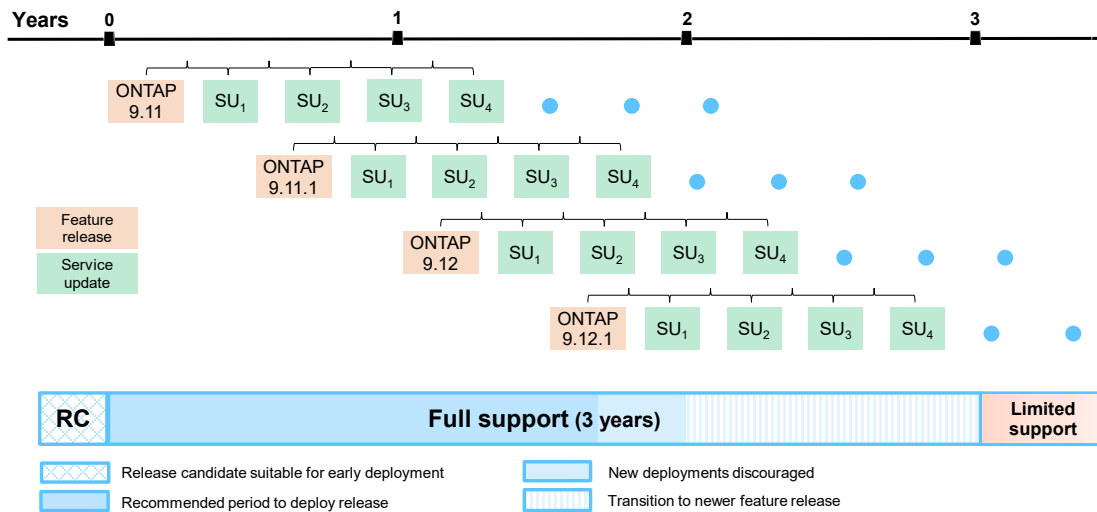 Years 0 1 2 3
ONTAP
9.11
SU1 SU2 SU3 SU4
ONTAP
9.11.1
SU1 SU2 SU3 SU4
Feature
release
ONTAP
9.12
SU1 SU2 SU3 SU4
Service
update
ONTAP
9.12.1
SU1 SU2 SU3 SU4
RC
Full support (3 years)
Limited
support
Release candidate suitable for early deployment
New deployments discouraged
Recommended period to deploy release
Transition to newer feature release